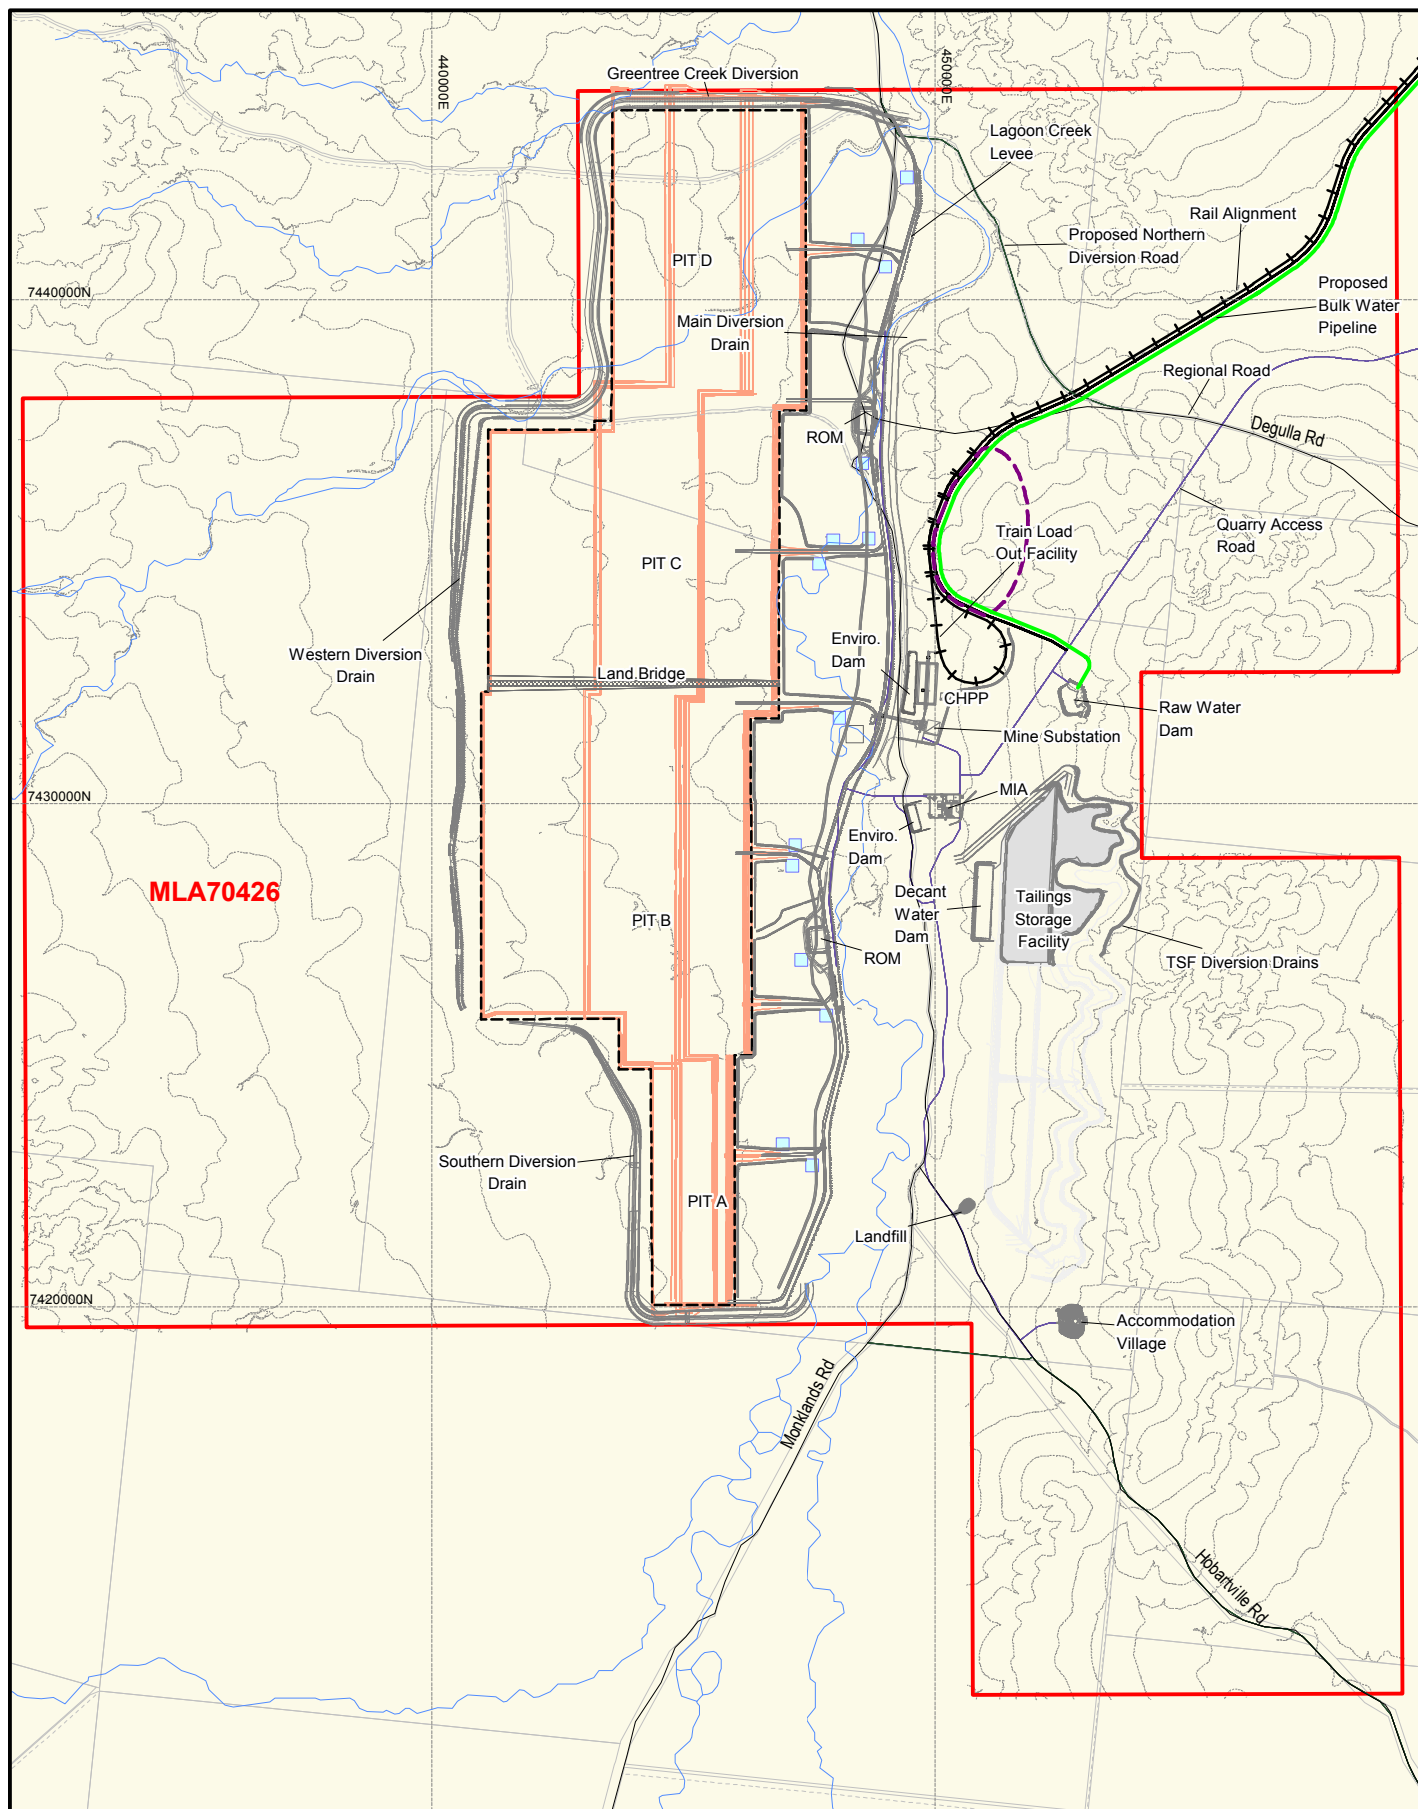 440000E
450000E
Greentree Creek Diversion
Lagoon Creek
Levee
Rail Alignment
Proposed Northern
Diversion Road
PIT D
7440000N
Proposed
Bulk Water
Pipeline
Main Diversion
Drain
Regional Road
Degulla Rd
ROM
Quarry Access
Road
Train Load
Out Facility
PIT C
Enviro.
Dam
Western Diversion
Drain
Land Bridge
CHPP
Raw Water
Dam
Mine Substation
7430000N
MIA
Enviro.
Dam
MLA70426
Decant
Water
Dam
Tailings
Storage
Facility
PIT B
ROM
TSF Diversion Drains
Southern Diversion
Drain
PIT A
Landfill
7420000N
Accommodation
Village
Monklands Rd
Hobartville Rd